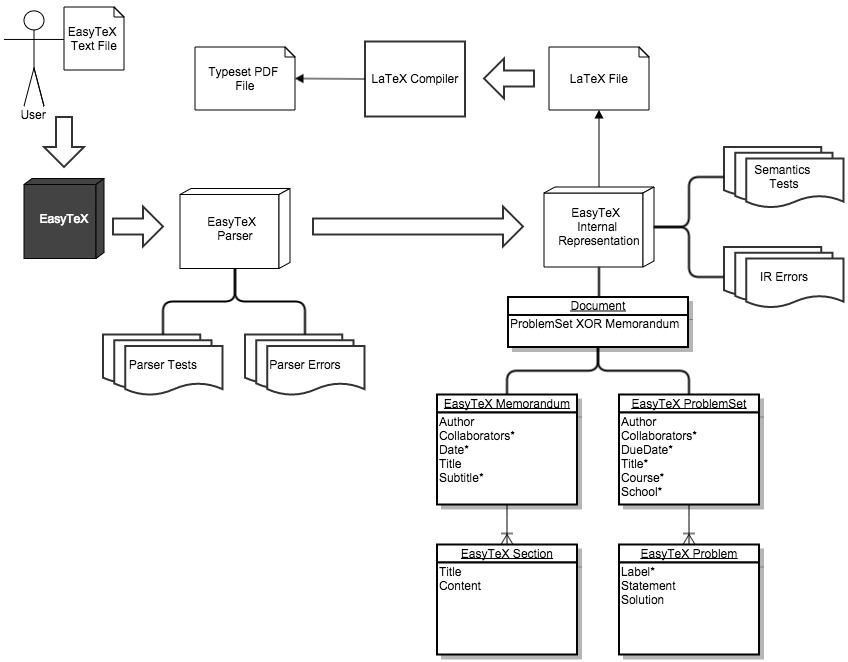 EasyTeX
Text File
User
Typeset PDF
File
LaTeX Compiler
LaTeX File
EasyTeX
EasyTeX
Parser
EasyTeX
Internal
Representation
Semantics
Tests
IR Errors
Parser Tests
Parser Errors
Document
ProblemSet XOR Memorandum
EasyTeX Memorandum
Author
Collaborators*
Date*
Title
Subtitle*
EasyTeX ProblemSet
Author
Collaborators*
DueDate*
Title*
Course*
School*
EasyTeX Section
Title
Content
EasyTeX Problem
Label*
Statement
Solution